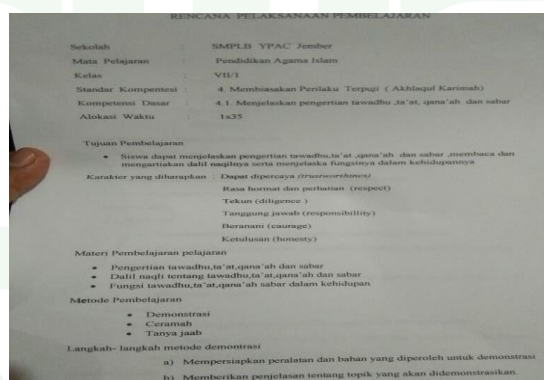 RENCANA PELAKSANAAN PEMBELAJARAN
Sekolah : SMPLB YPAC Jember
Mata Pelajaran : Pendidikan Agama Islam
Kelas : VII/1
Standar Kompentesi : 4. Membiasakan Perilaku Terpuji ( Akhlaqul Karimah)
Kompetensi Dasar : 4.1. Menjelaskan pengertian tawadhu ,ta'at, qana'ah dan sabar
Alokasi Waktu : 1x35
Tujuan Pembelajaran
• Siswa dapat menjelaskan pengertian tawadhu,ta'at ,qana'ah dan sabar ,membaca dan
mengartiakan dalil naqilnya serta menjelaska fungsinya dalam kehidupannya
Karakter yang diharapkan : Dapat dipercaya (trustworthines)
Rasa hormat dan perhatian (respect)
Tekun (diligence )
Tanggung jawab (responsibillity)
Beranani (caurage)
Ketulusan (honesty)
Materi Pembelajaran pelajaran
• Pengertian tawadhu,ta'at,qana'ah dan sabar
• Dalil naqli tentang tawadhu,ta'at,qana'ah dan sabar
• Fungsi tawadhu,ta'at,qana'ah sabar dalam kehidupan
Metode Pembelajaran
• Demonstrasi
• Ceramah
• Tanya jaab
Langkah- langkah metode demontrasi
a) Mempersiapkan peralatan dan bahan yang diperoleh untuk demonstrasi
b) Memberikan penjelasan tentang topik yang akan didemonstrasikan.